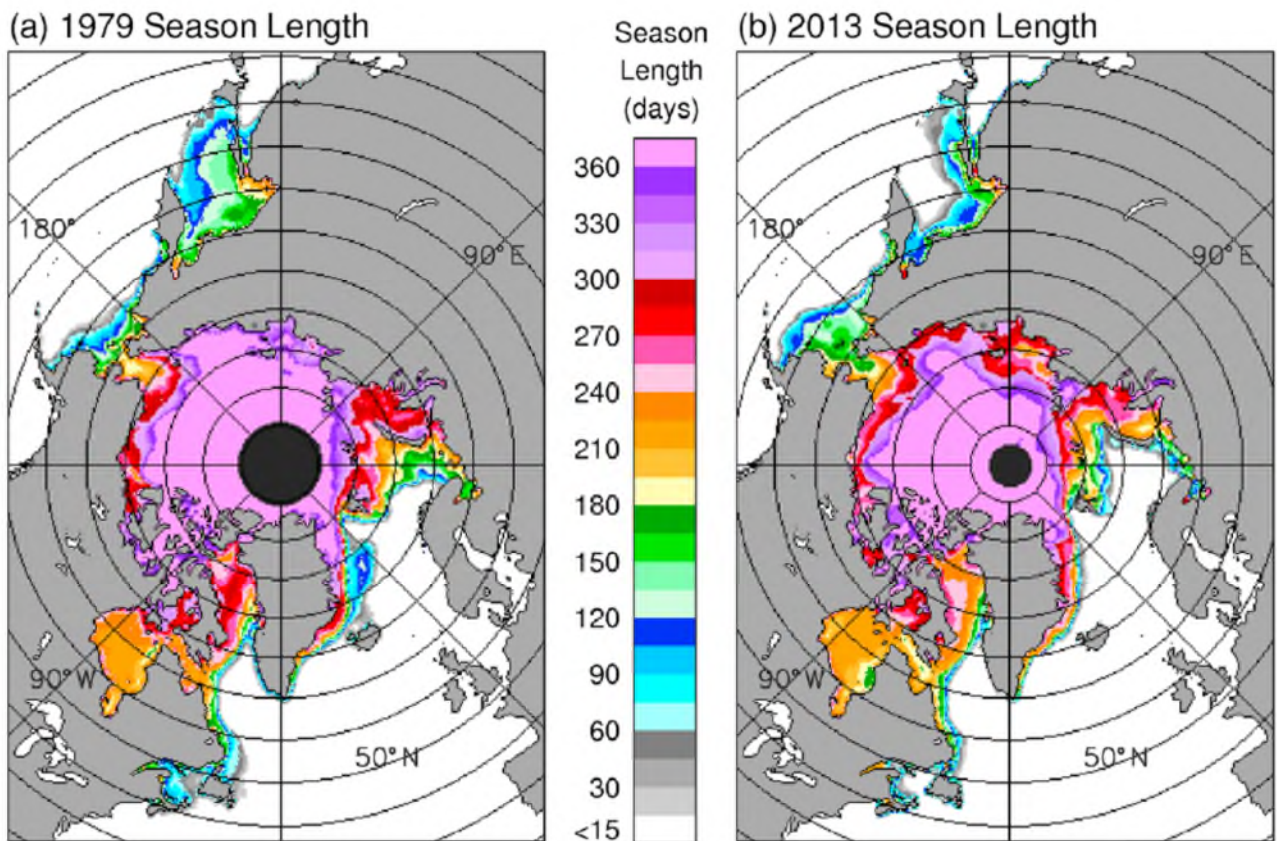 (a) 1979 Season Length
180°
90°E
90°W
50°N
Season
Length
(days)
360
330
300
270
240
210
180
150
120
90
60
30
<15
(b) 2013 Season Length
180°
90°E
90°W
50°N